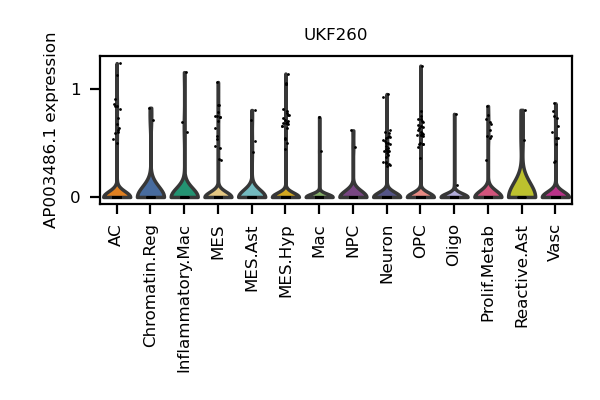 UKF260
AP003486.1 expression
1
0
AC
Chromatin.Reg
Inflammatory.Mac
MES
MES.Ast
MES.Hyp
Mac
NPC
Neuron
OPC
Oligo
Prolif.Metab
Reactive.Ast
Vasc